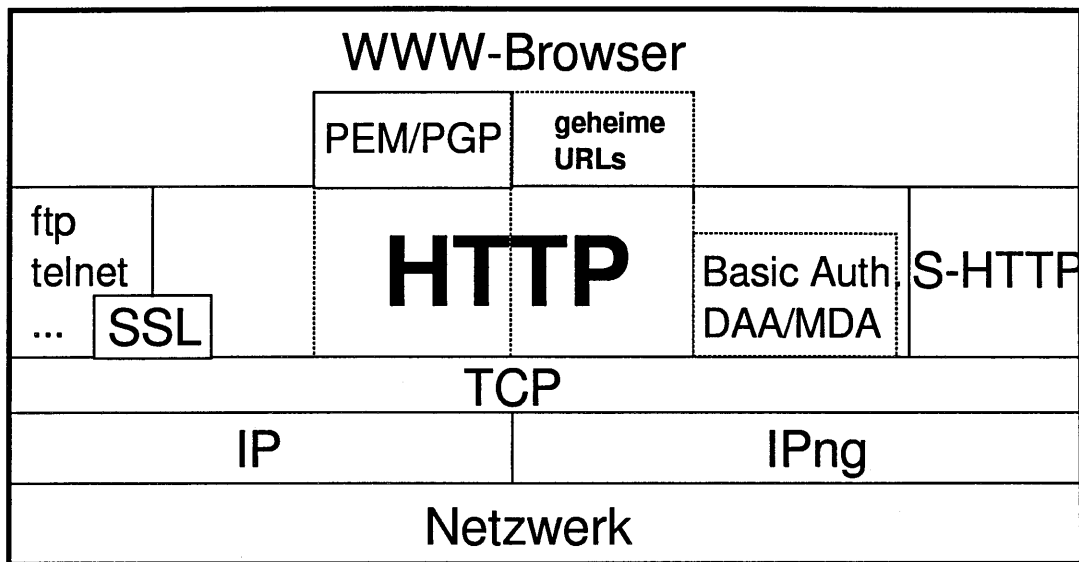 WWW-Browser
PEM/PGP
geheime
URLs
ftp
telnet
...
SSL
HTTP
Basic Auth.
DAA/MDA
S-HTTP
TCP
IP
IPng
Netzwerk